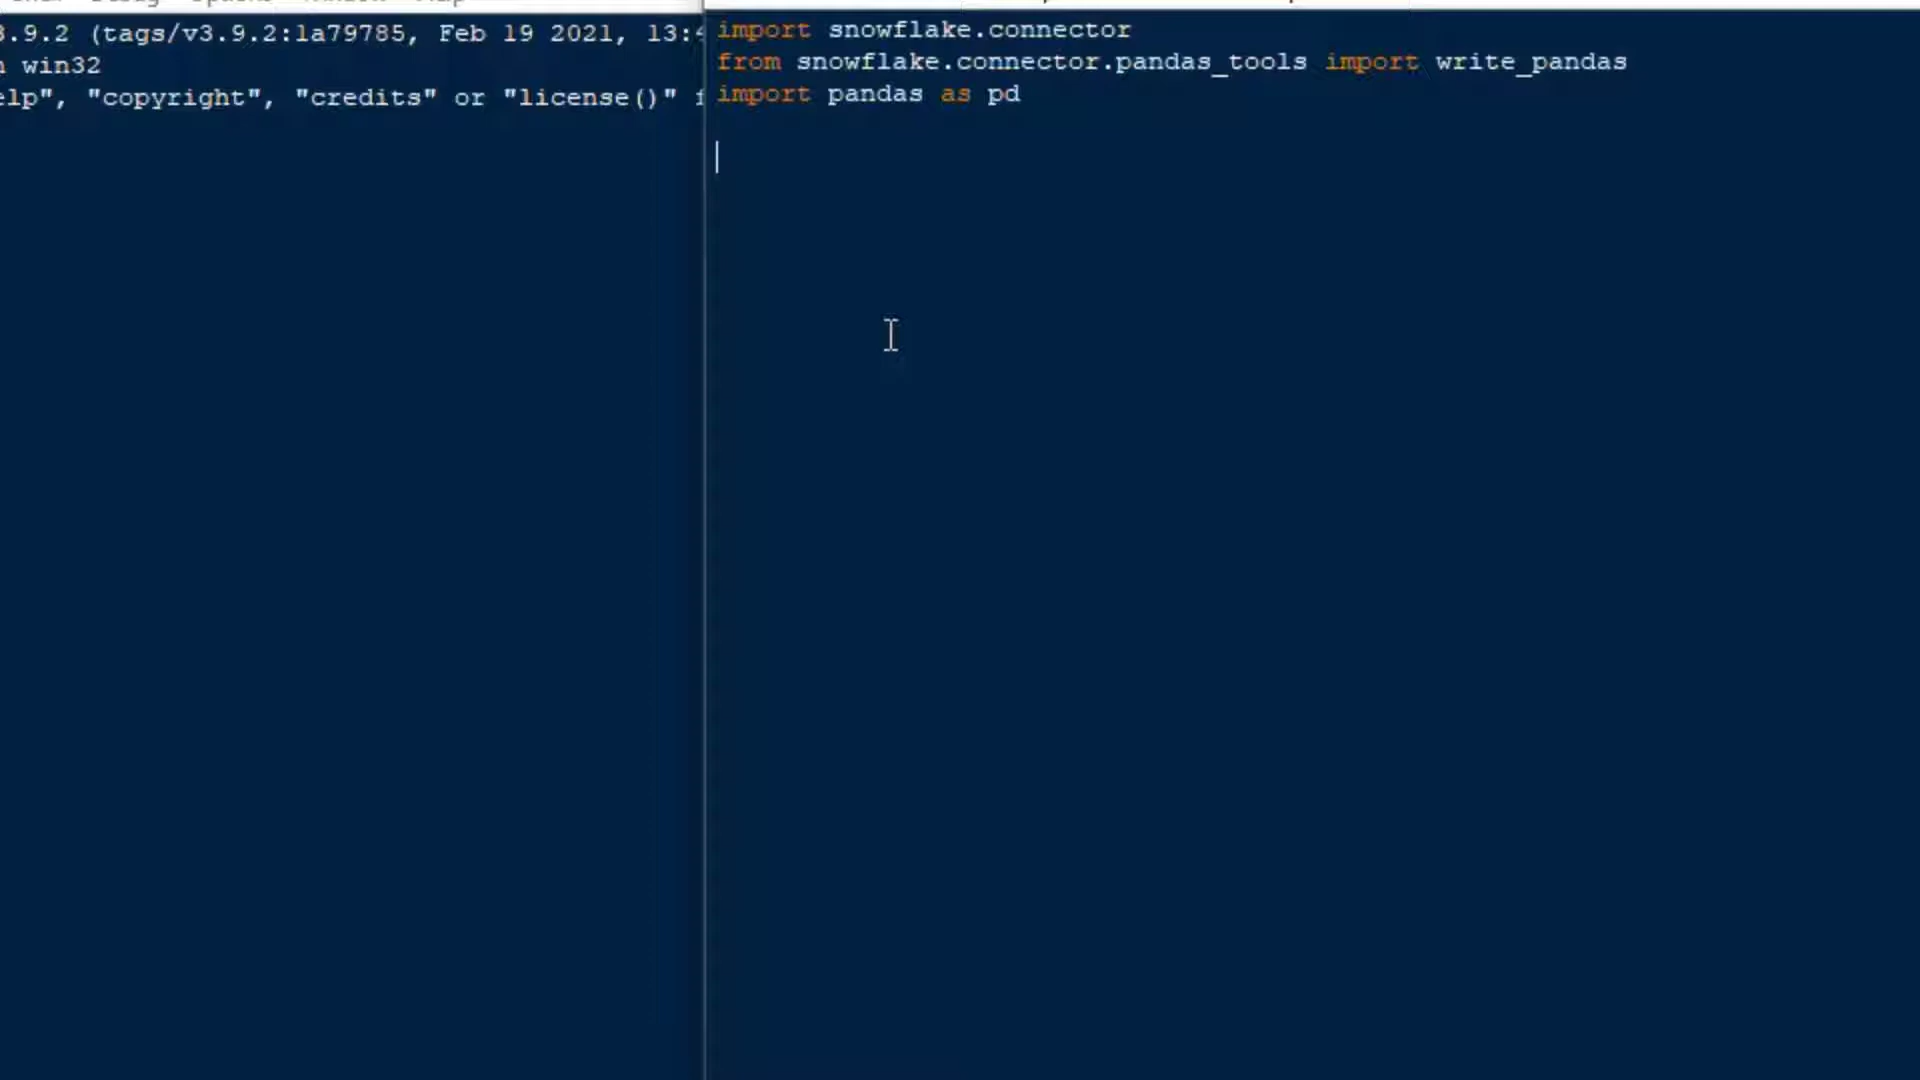 3.9.2 (tags/v3.9.2:1a79785, Feb 19 2021, 13:4
n win32
elp", "copyright", "credits" or "license()" f
import snowflake.connector
from snowflake.connector.pandas_tools import write_pandas
import pandas as pd